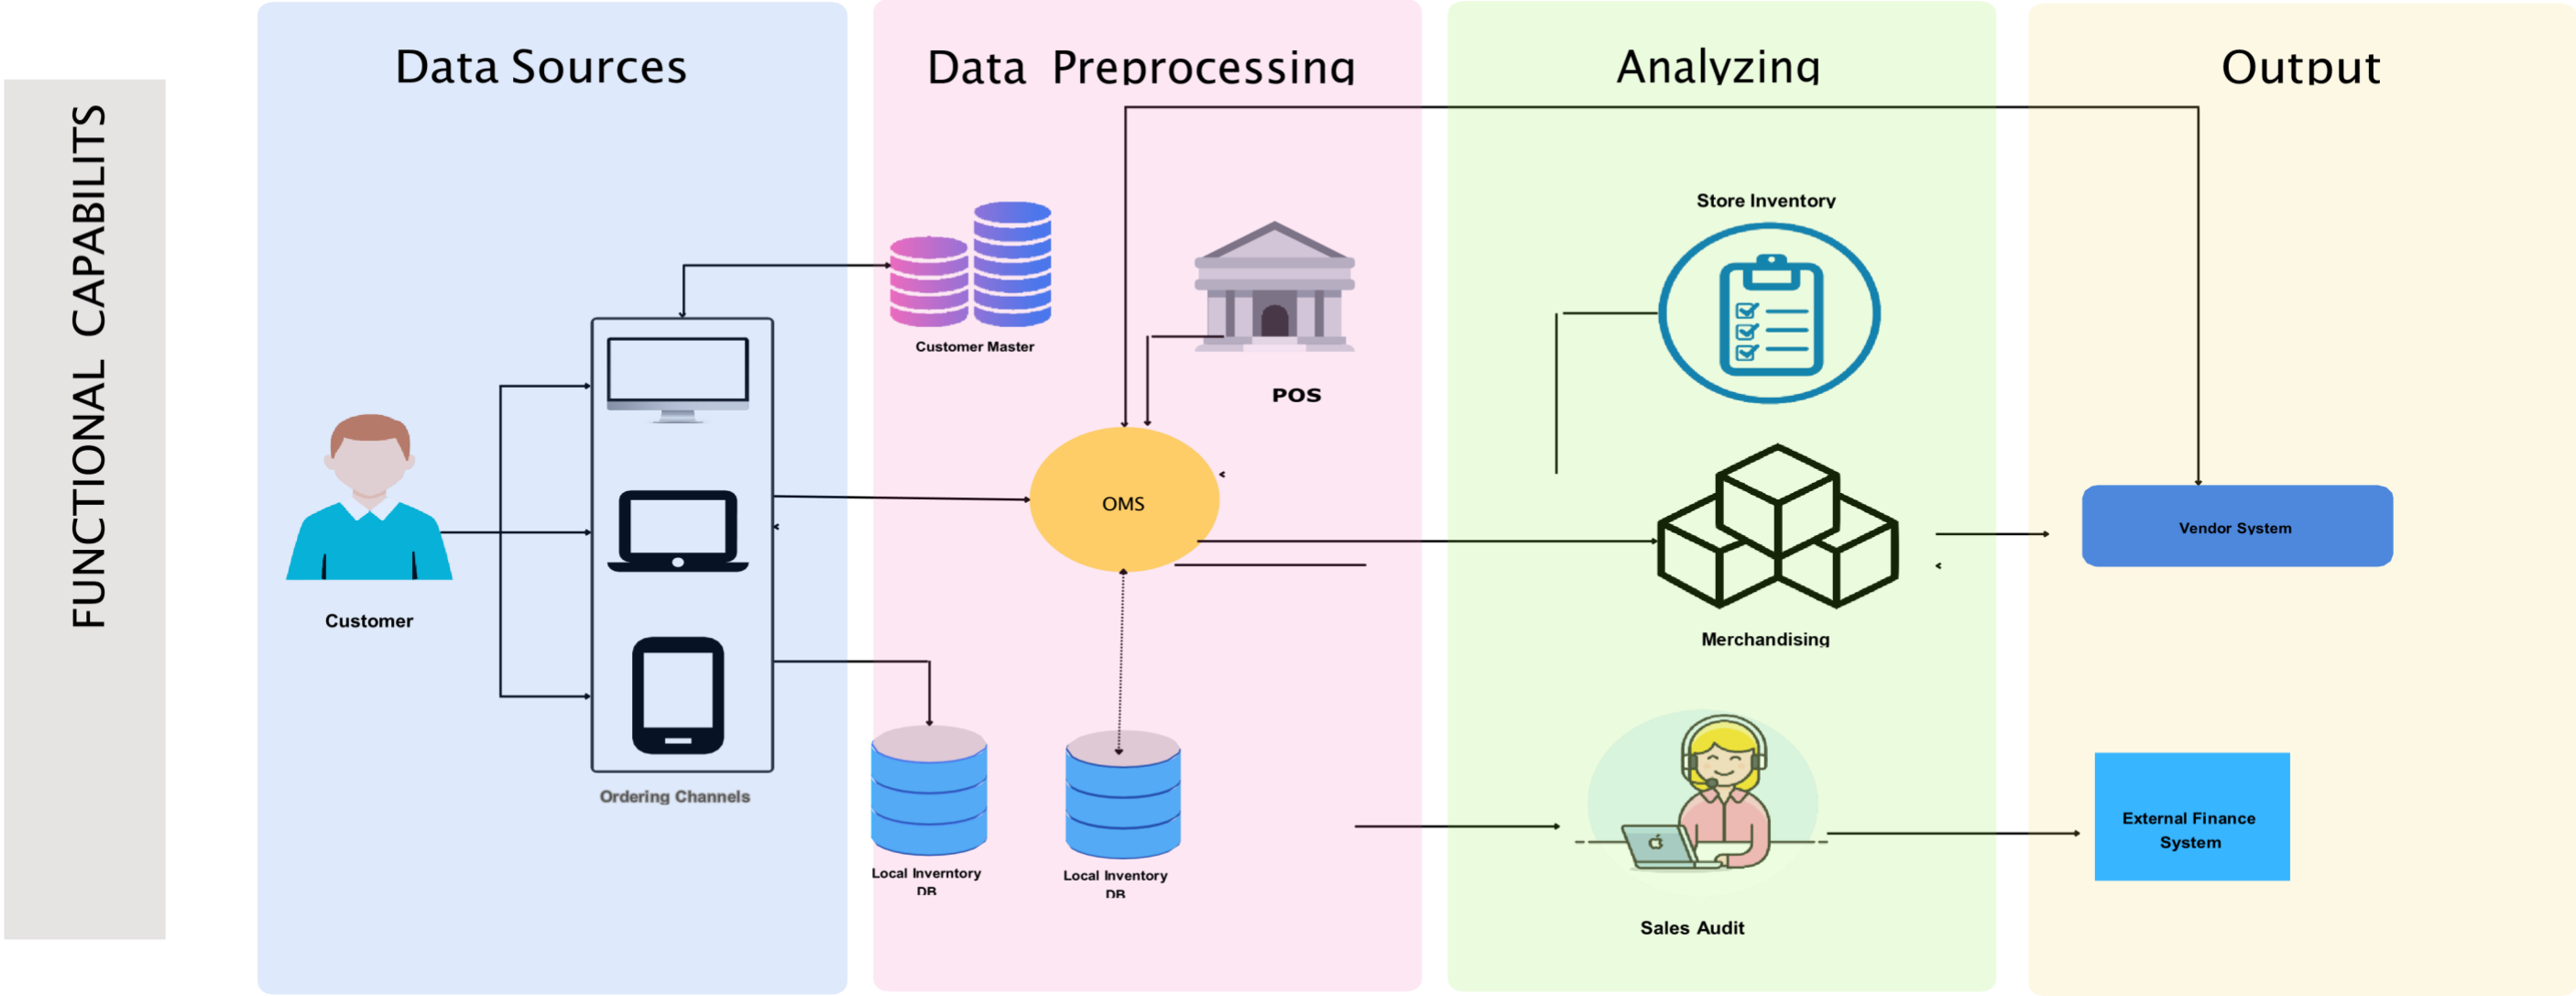 FUNCTIONAL CAPABILITS
Data Sources
Data Preprocessing
Analyzing
Output
Store Inventory
Customer Master
POS
OMS
Vendor System
Customer
Merchandising
Ordering Channels
External Finance
System
Local Inverntory
DB
Local Inventory
DB
Sales Audit